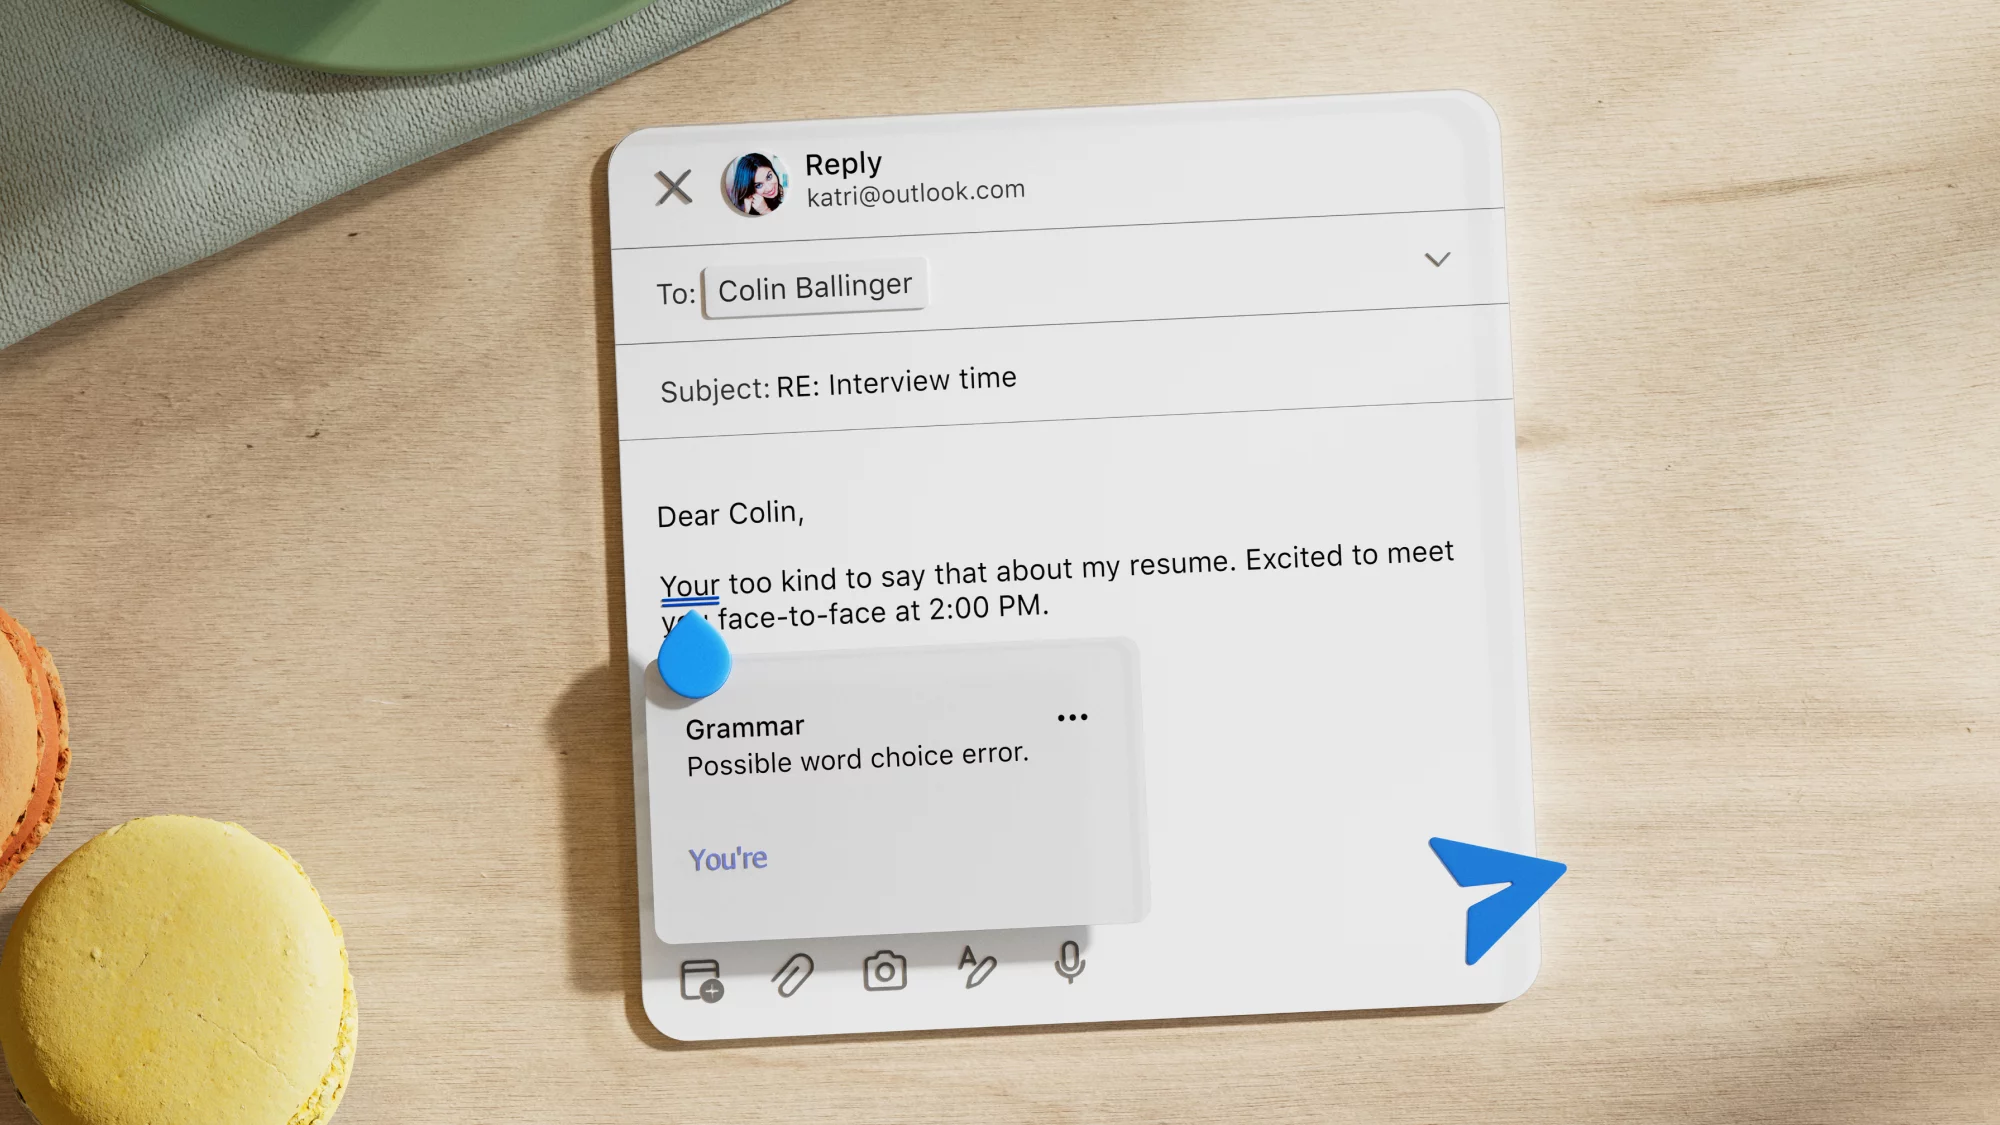 Reply
katri@outlook.com
To: Colin Ballinger
Subject: RE: Interview time
Dear Colin,
Your too kind to say that about my resume. Excited to meet
you face-to-face at 2:00 PM.
Grammar
Possible word choice error.
You're